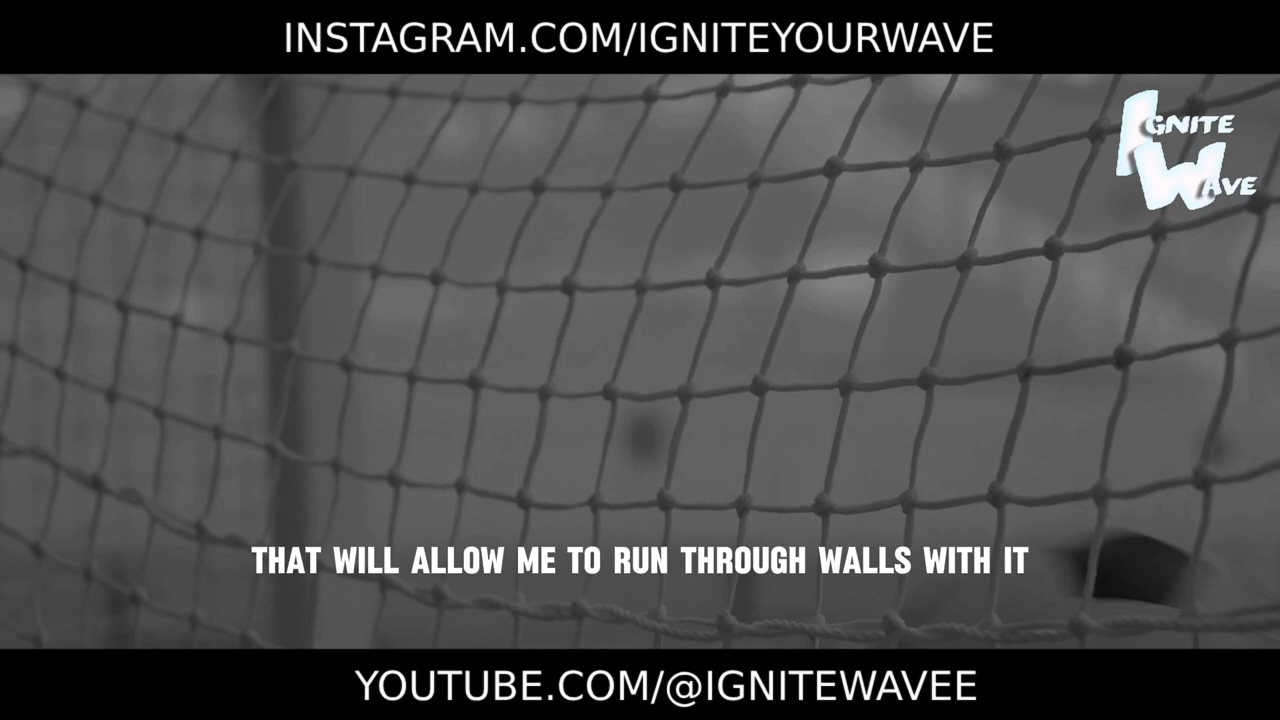 INSTAGRAM.COM/IGNITEYOURWAVE
IGNITE
WAVE
THAT WILL ALLOW ME TO RUN THROUGH WALLS WITH IT
YOUTUBE.COM/@IGNITEWAVEE